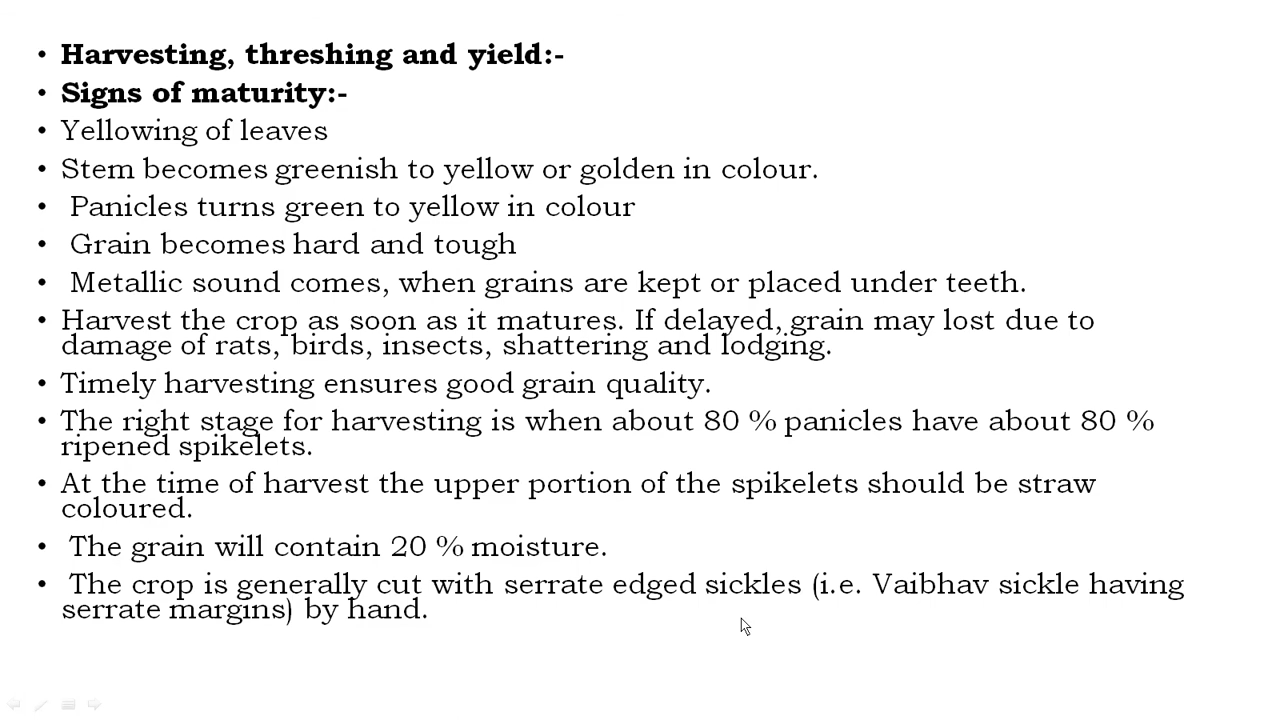 • Harvesting, threshing and yield:-
• Signs of maturity:-
• Yellowing of leaves
• Stem becomes greenish to yellow or golden in colour.
• Panicles turns green to yellow in colour
• Grain becomes hard and tough
• Metallic sound comes, when grains are kept or placed under teeth.
• Harvest the crop as soon as it matures. If delayed, grain may lost due to
damage of rats, birds, insects, shattering and lodging.
• Timely harvesting ensures good grain quality.
• The right stage for harvesting is when about 80 % panicles have about 80 %
ripened spikelets.
• At the time of harvest the upper portion of the spikelets should be straw
coloured.
• The grain will contain 20 % moisture.
• The crop is generally cut with serrate edged sickles (i.e. Vaibhav sickle having
serrate margins) by hand.